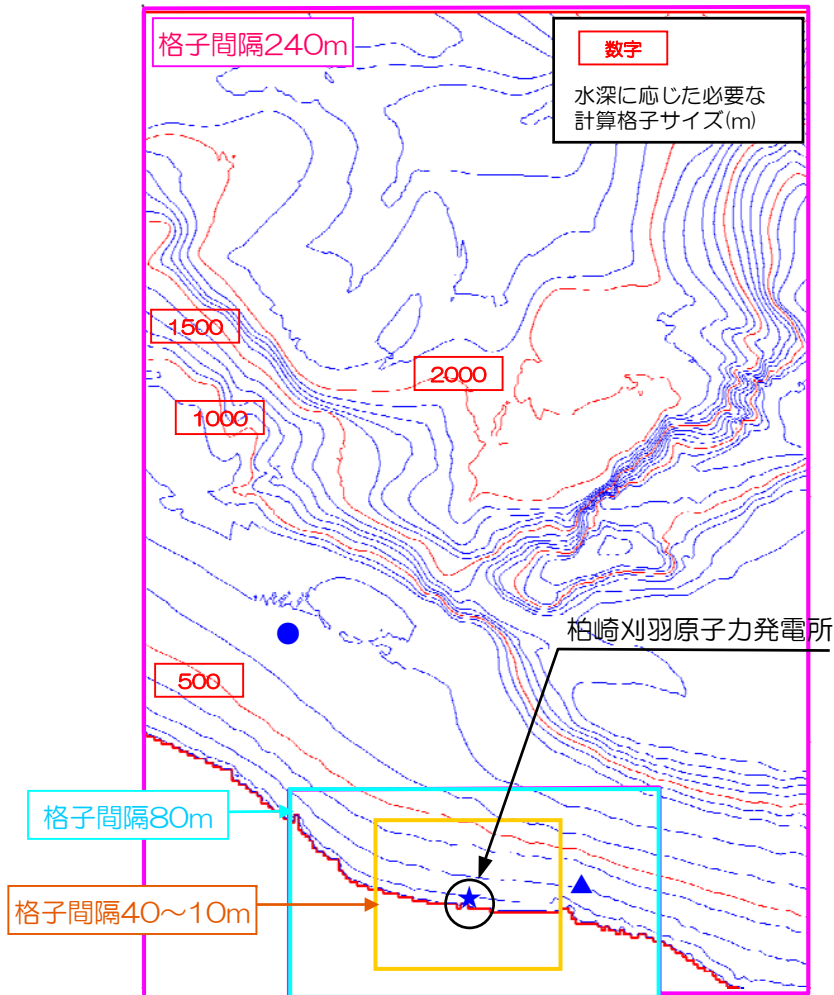 格子間隔240m
数字
水深に応じた必要な
計算格子サイズ(m)
1500
2000
1000
柏崎刈羽原子力発電所
500
格子間隔80m
格子間隔40～10m